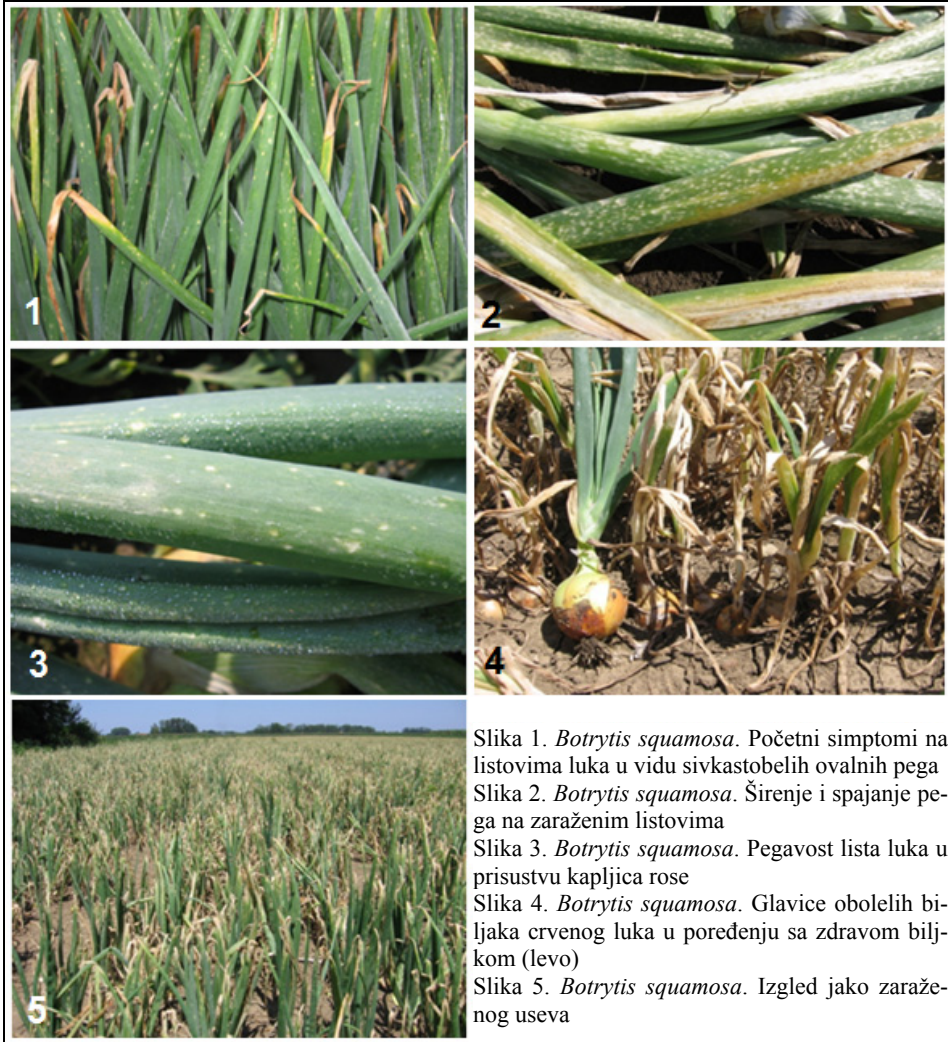 1
2
3
4
5
Slika 1. Botrytis squamosa. Početni simptomi na
listovima luka u vidu sivkastobelih ovalnih pega
Slika 2. Botrytis squamosa. Širenje i spajanje pe-
ga na zaraženim listovima
Slika 3. Botrytis squamosa. Pegavost lista luka u
prisustvu kapljica rose
Slika 4. Botrytis squamosa. Glavice obolelih bi-
ljaka crvenog luka u poređenju sa zdravom bilj-
kom (levo)
Slika 5. Botrytis squamosa. Izgled jako zaraže-
nog useva